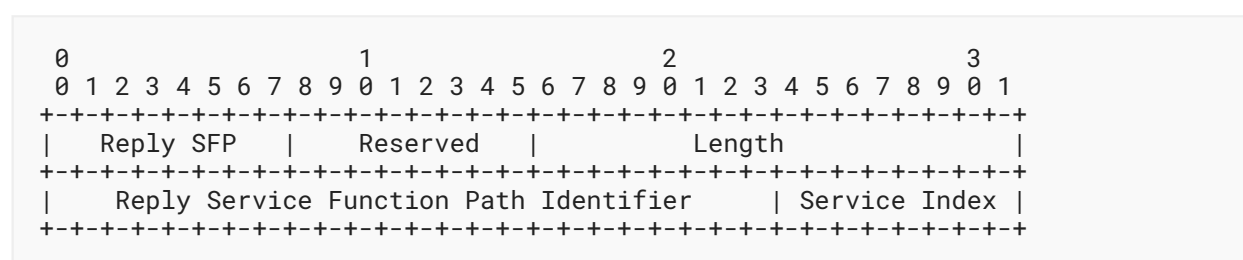 0                   1                   2                   3
 0 1 2 3 4 5 6 7 8 9 0 1 2 3 4 5 6 7 8 9 0 1 2 3 4 5 6 7 8 9 0 1
+-+-+-+-+-+-+-+-+-+-+-+-+-+-+-+-+-+-+-+-+-+-+-+-+-+-+-+-+-+-+-+-+
|   Reply SFP   |    Reserved   |          Length               |
+-+-+-+-+-+-+-+-+-+-+-+-+-+-+-+-+-+-+-+-+-+-+-+-+-+-+-+-+-+-+-+-+
|    Reply Service Function Path Identifier     | Service Index |
+-+-+-+-+-+-+-+-+-+-+-+-+-+-+-+-+-+-+-+-+-+-+-+-+-+-+-+-+-+-+-+-+